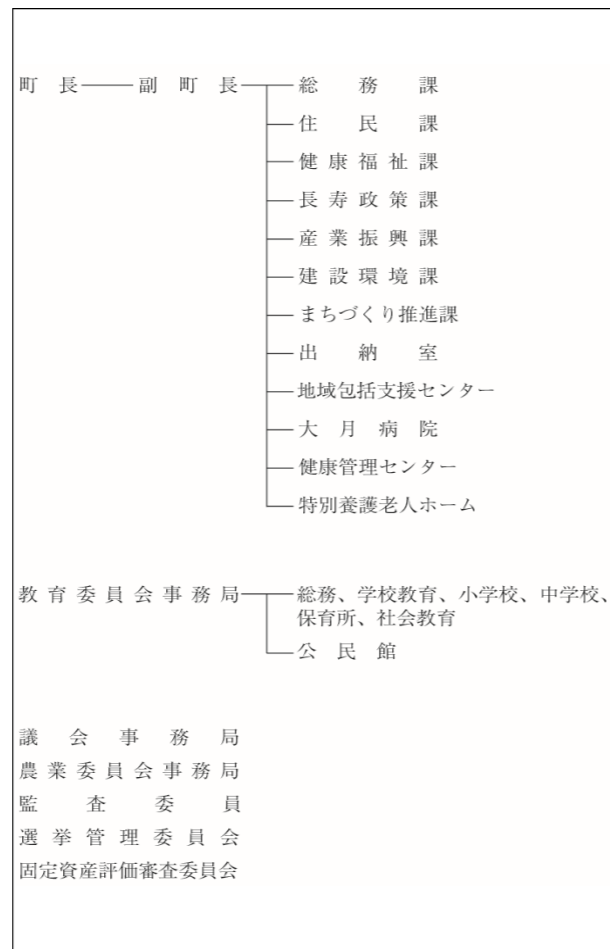 町長 副町長 総務課
住民課
健康福祉課
長寿政策課
産業振興課
建設環境課
まちづくり推進課
出納室
地域包括支援センター
大月病院
健康管理センター
特別養護老人ホーム
教育委員会事務局 総務、学校教育、小学校、中学校、
保育所、社会教育
公民館
議会事務局
農業委員会事務局
監査委員
選挙管理委員会
固定資産評価審査委員会